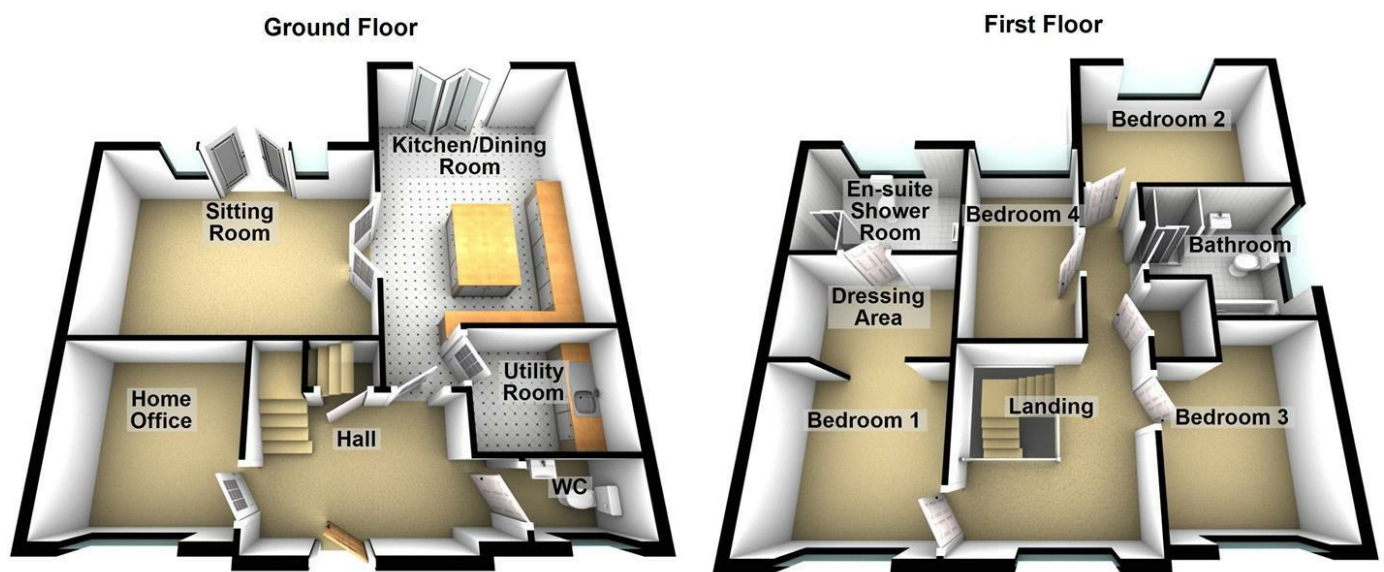 Ground Floor
Kitchen/Dining
Room
Sitting
Room
Home
Office
Hall
Utility
Room
WC
First Floor
Bedroom 2
En-suite
Shower
Room
Bedroom 4
Bathroom
Dressing
Area
Bedroom 1
Landing
Bedroom 3